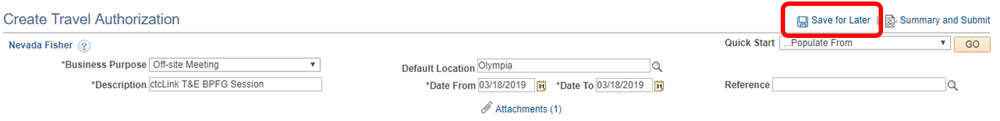 Create Travel Authorization
Save for Later | Summary and Submit
Nevada Fisher ?
Quick Start ...Populate From GO
*Business Purpose Off-site Meeting
Default Location Olympia
*Description ctcLink T&E BPFG Session
*Date From 03/18/2019 31 *Date To 03/18/2019 31
Reference
Attachments (1)